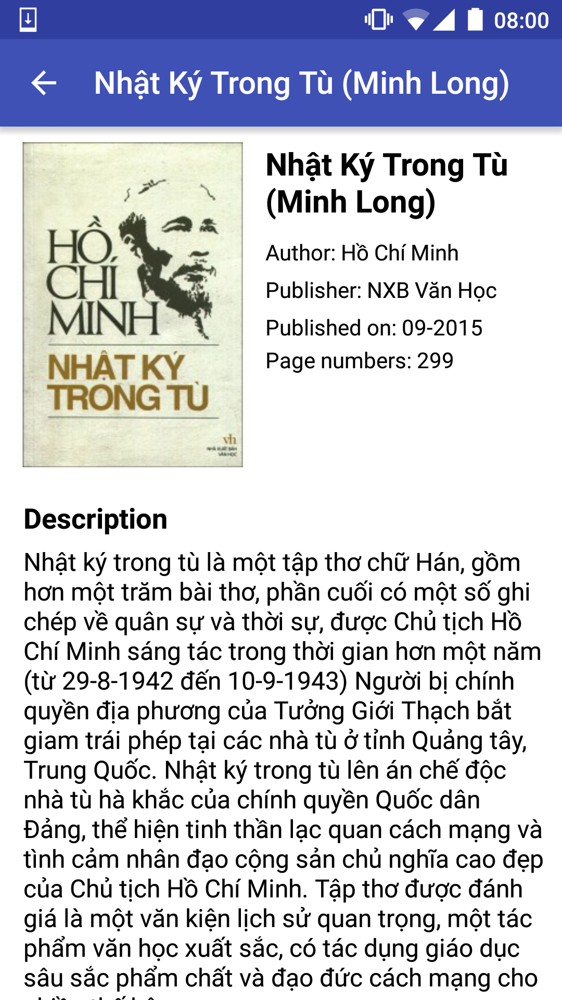 08:00
Nhật Ký Trong Tù (Minh Long)
HỒ
CHÍ
MINH
NHẬT KÝ
TRONG TÙ
vh
NHÀ XUẤT BẢN
VĂN HỌC
Nhật Ký Trong Tù
(Minh Long)
Author: Hồ Chí Minh
Publisher: NXB Văn Học
Published on: 09-2015
Page numbers: 299
Description
Nhật ký trong tù là một tập thơ chữ Hán, gồm
hơn một trăm bài thơ, phần cuối có một số ghi
chép về quân sự và thời sự, được Chủ tịch Hồ
Chí Minh sáng tác trong thời gian hơn một năm
(từ 29-8-1942 đến 10-9-1943) Người bị chính
quyền địa phương của Tưởng Giới Thạch bắt
giam trái phép tại các nhà tù ở tỉnh Quảng tây,
Trung Quốc. Nhật ký trong tù lên án chế độc
nhà tù hà khắc của chính quyền Quốc dân
Đảng, thể hiện tinh thần lạc quan cách mạng và
tình cảm nhân đạo cộng sản chủ nghĩa cao đẹp
của Chủ tịch Hồ Chí Minh. Tập thơ được đánh
giá là một văn kiện lịch sử quan trọng, một tác
phẩm văn học xuất sắc, có tác dụng giáo dục
sâu sắc phẩm chất và đạo đức cách mạng cho